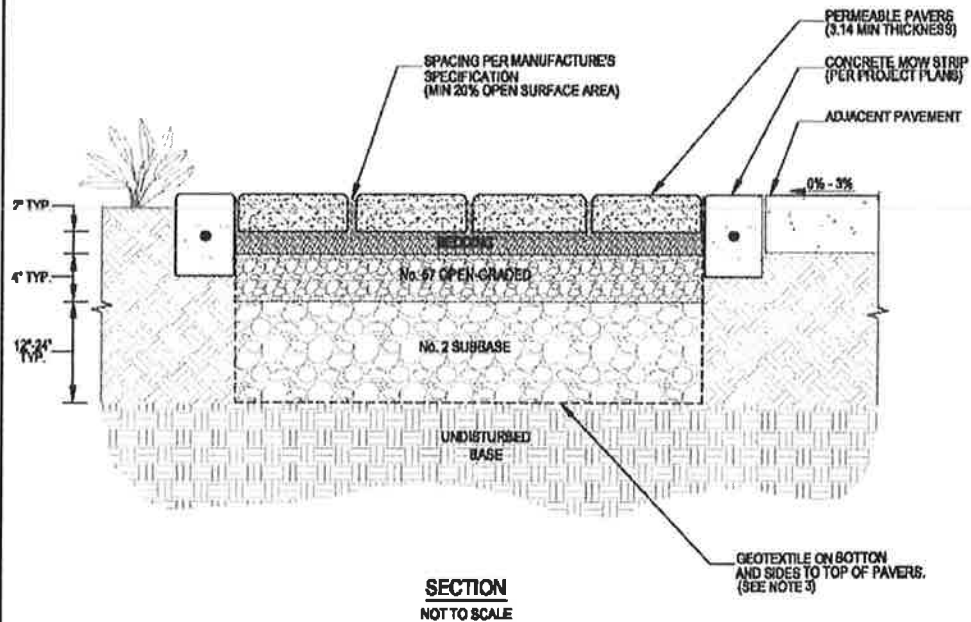 PERMEABLE PAVERS
(3.14 MIN THICKNESS)
SPACING PER MANUFACTURE'S
SPECIFICATION
(MIN 20% OPEN SURFACE AREA)
CONCRETE MOW STRIP
(PER PROJECT PLANS)
ADJACENT PAVEMENT
0% - 3%
2" TYP.
BEDDING
4" TYP.
No. 57 OPEN-GRADED
12"-24"
TYP.
No. 2 SUBBASE
UNDISTURBED
BASE
GEOTEXTILE ON BOTTON
AND SIDES TO TOP OF PAVERS.
(SEE NOTE 3)
SECTION
NOT TO SCALE